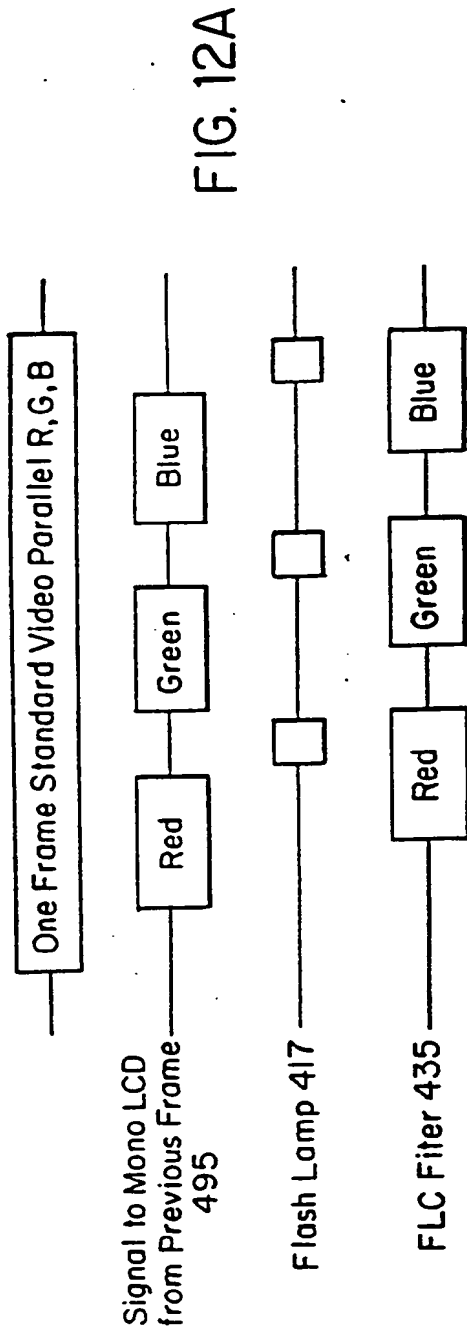 One Frame Standard Video Parallel R,G,B
Signal to Mono LCD
from Previous Frame
495
Red
Green
Blue
Flash Lamp 417
FLC Fiter 435
Red
Green
Blue
FIG. 12A